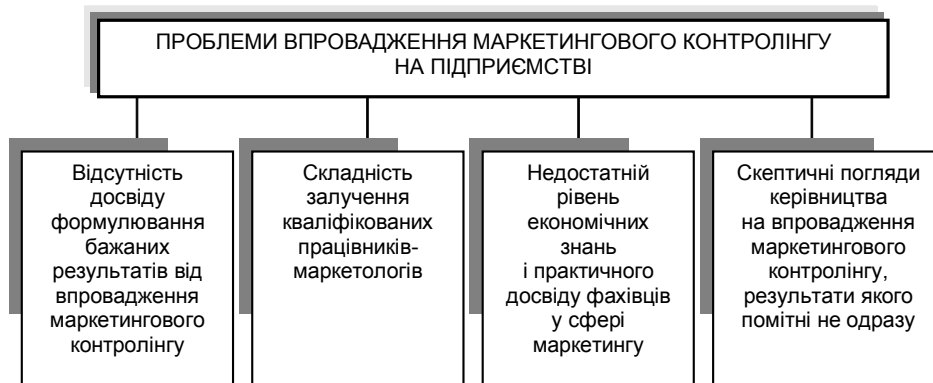 ПРОБЛЕМИ ВПРОВАДЖЕННЯ МАРКЕТИНГОВОГО КОНТРОЛІНГУ
НА ПІДПРИЄМСТВІ
Відсутність
досвіду
формулювання
бажаних
результатів від
впровадження
маркетингового
контролінгу
Складність
залучення
кваліфікованих
працівників-
маркетологів
Недостатній
рівень
економічних
знань
і практичного
досвіду фахівців
у сфері
маркетингу
Скептичні погляди
керівництва
на впровадження
маркетингового
контролінгу,
результати якого
помітні не одразу